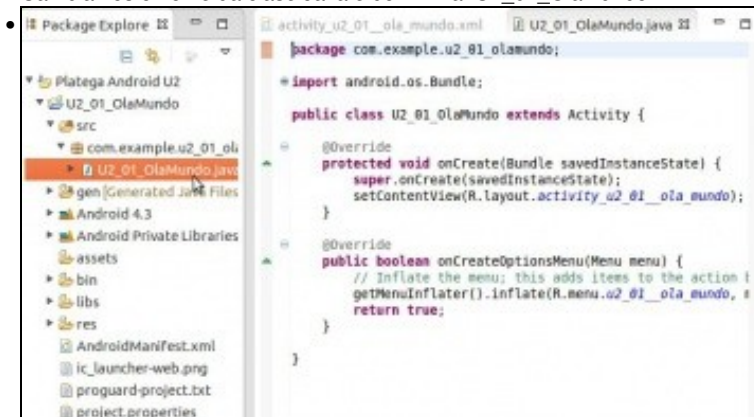 Package Explore
activity_u2_01__ola_mundo.xml
U2_01_OlaMundo.java
Platega Android U2
U2_01_OlaMundo
src
com.example.u2_01_ola
U2_01_OlaMundo.java
gen [Generated Java Files
Android 4.3
Android Private Libraries
assets
bin
libs
res
AndroidManifest.xml
ic_launcher-web.png
proguard-project.txt
project.properties
package com.example.u2_01_olamundo;
import android.os.Bundle;
public class U2_01_OlaMundo extends Activity {
@Override
protected void onCreate(Bundle savedInstanceState) {
super.onCreate(savedInstanceState);
setContentView(R.layout.activity_u2_01__ola_mundo);
}
@Override
public boolean onCreateOptionsMenu(Menu menu) {
// Inflate the menu; this adds items to the action
getMenuInflater().inflate(R.menu.u2_01__ola_mundo,
return true;
}
}